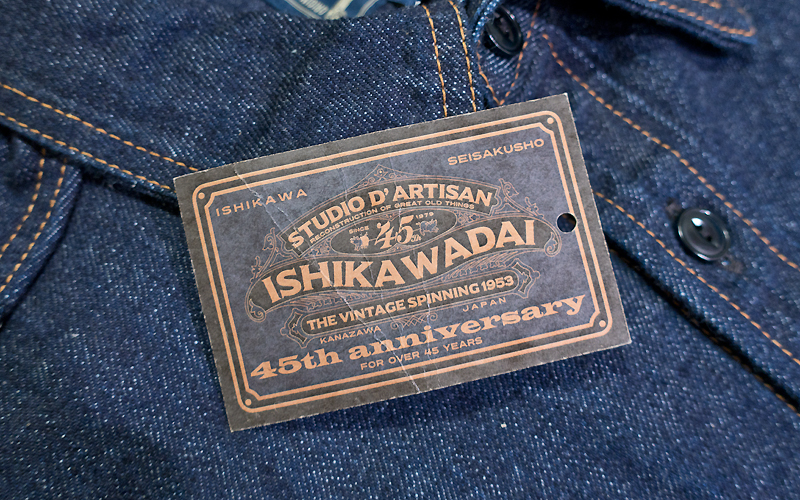 ISHIKAWA
SEISAKUSHO
STUDIO D'ARTISAN
RECONSTRUCTION OF GREAT OLD THINGS
SINCE 45th 1979
ISHIKAWADAI
THE VINTAGE SPINNING 1953
KANAZAWA JAPAN
45th anniversary
FOR OVER 45 YEARS